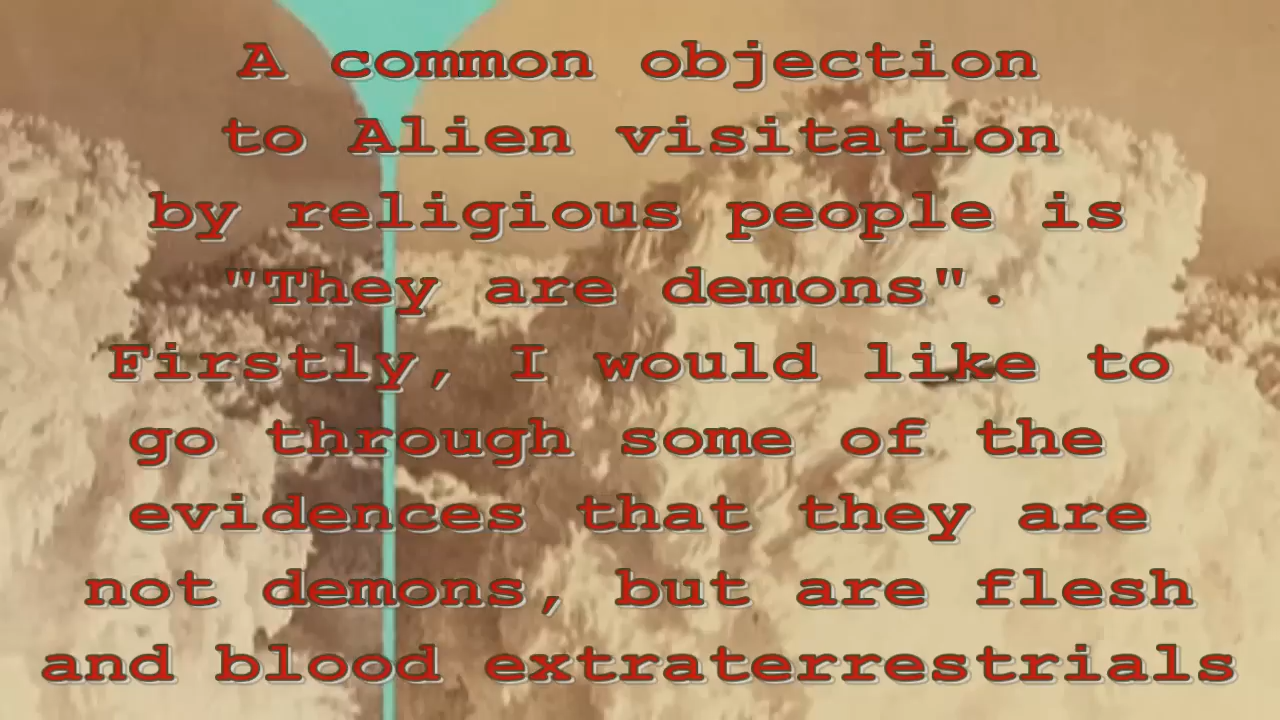 A common objection
to Alien visitation
by religious people is
"They are demons".
Firstly, I would like to
go through some of the
evidences that they are
not demons, but are flesh
and blood extraterrestrials